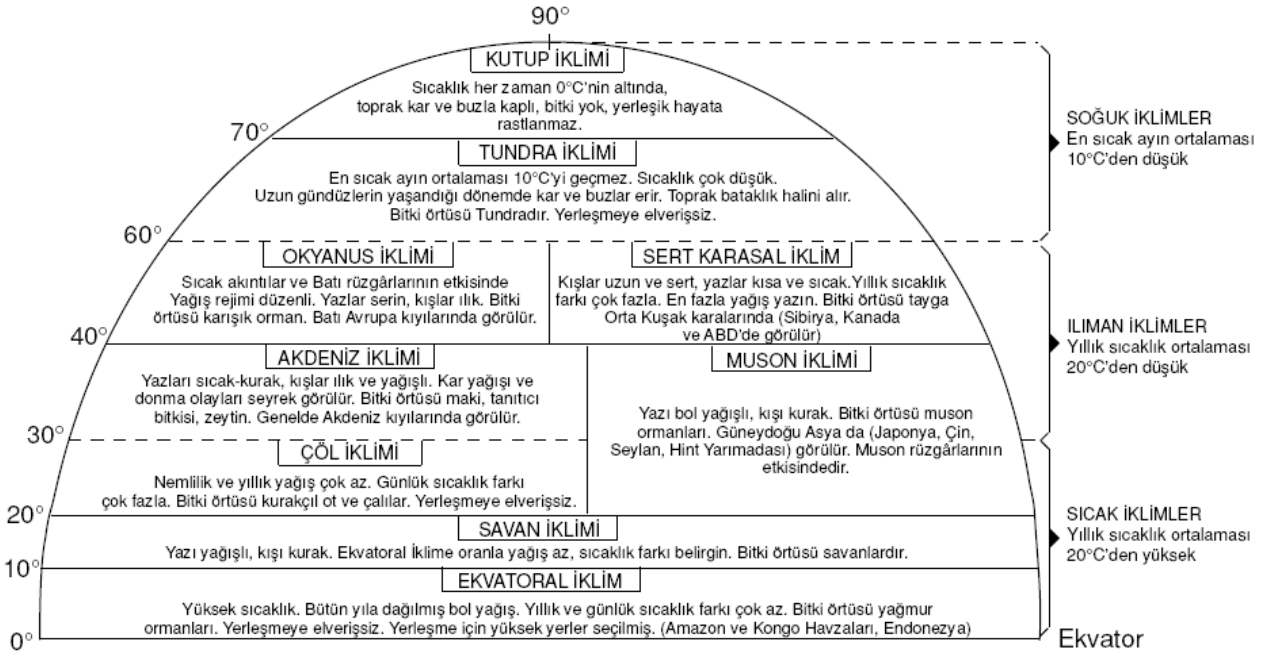 90°
KUTUP İKLİMİ
Sıcaklık her zaman 0°C'nin altında,
toprak kar ve buzla kaplı, bitki yok, yerleşik hayata
rastlanmaz.
70°
TUNDRA İKLİMİ
En sıcak ayın ortalaması 10°C'yi geçmez. Sıcaklık çok düşük.
Uzun gündüzlerin yaşandığı dönemde kar ve buzlar erir. Toprak bataklık halini alır.
Bitki örtüsü Tundradır. Yerleşmeye elverişsiz.
SOĞUK İKLİMLER
En sıcak ayın ortalaması
10°C'den düşük
60°
OKYANUS İKLİMİ
Sıcak akıntılar ve Batı rüzgârlarının etkisinde
Yağış rejimi düzenli. Yazlar serin, kışlar ılık. Bitki
örtüsü karışık orman. Batı Avrupa kıyılarında görülür.
SERT KARASAL İKLİM
Kışlar uzun ve sert, yazlar kısa ve sıcak.Yıllık sıcaklık
farkı çok fazla. En fazla yağış yazın. Bitki örtüsü tayga
Orta Kuşak karalarında (Sibirya, Kanada
ve ABD'de görülür)
40°
AKDENİZ İKLİMİ
Yazları sıcak-kurak, kışlar ılık ve yağışlı. Kar yağışı ve
donma olayları seyrek görülür. Bitki örtüsü maki, tanıtıcı
bitkisi, zeytin. Genelde Akdeniz kıyılarında görülür.
MUSON İKLİMİ
Yazı bol yağışlı, kışı kurak. Bitki örtüsü muson
ormanları. Güneydoğu Asya da (Japonya, Çin,
Seylan, Hint Yarımadası) görülür. Muson rüzgârlarının
etkisindedir.
ILIMAN İKLİMLER
Yıllık sıcaklık ortalaması
20°C'den düşük
30°
ÇÖL İKLİMİ
Nemlilik ve yıllık yağış çok az. Günlük sıcaklık farkı
çok fazla. Bitki örtüsü kurakçıl ot ve çalılar. Yerleşmeye elverişsiz.
20°
SAVAN İKLİMİ
Yazı yağışlı, kışı kurak. Ekvatoral İklime oranla yağış az, sıcaklık farkı belirgin. Bitki örtüsü savanlardır.
SICAK İKLİMLER
Yıllık sıcaklık ortalaması
20°C'den yüksek
10°
EKVATORAL İKLİM
Yüksek sıcaklık. Bütün yıla dağılmış bol yağış. Yıllık ve günlük sıcaklık farkı çok az. Bitki örtüsü yağmur
ormanları. Yerleşmeye elverişsiz. Yerleşme için yüksek yerler seçilmiş. (Amazon ve Kongo Havzaları, Endonezya)
0°
Ekvator